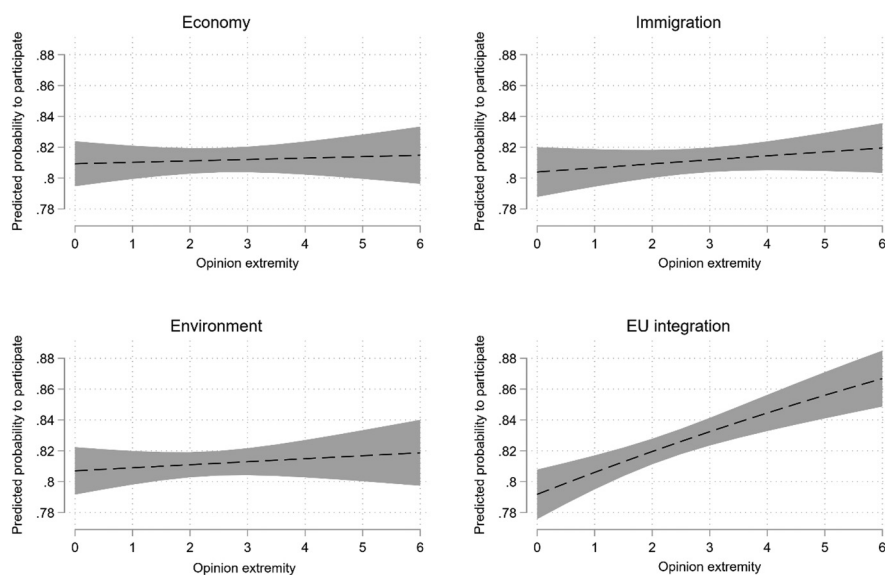 Economy
Predicted probability to participate
.88
.86
.84
.82
.8
.78
0 1 2 3 4 5 6
Opinion extremity
Immigration
Predicted probability to participate
.88
.86
.84
.82
.8
.78
0 1 2 3 4 5 6
Opinion extremity
Environment
Predicted probability to participate
.88
.86
.84
.82
.8
.78
0 1 2 3 4 5 6
Opinion extremity
EU integration
Predicted probability to participate
.88
.86
.84
.82
.8
.78
0 1 2 3 4 5 6
Opinion extremity